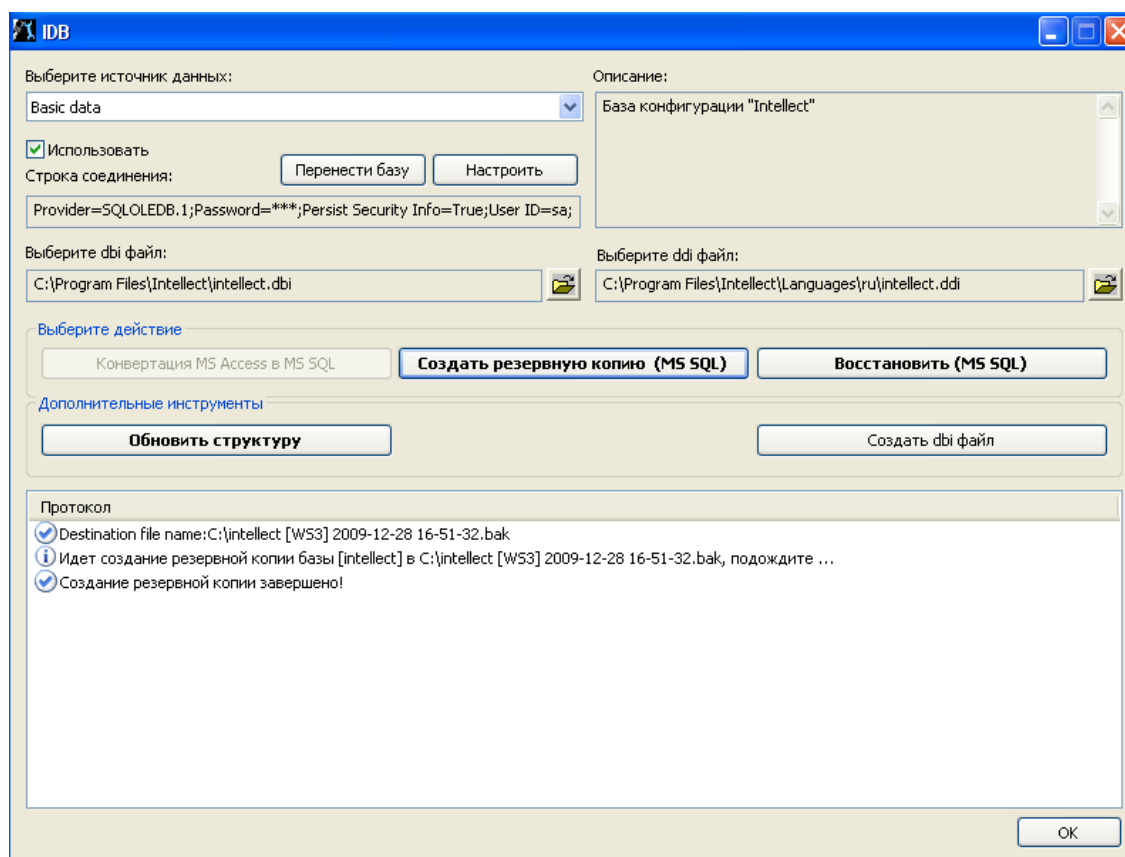 IDB
Выберите источник данных:
Описание:
Basic data
База конфигурации "Intellect"
Использовать
Строка соединения:
Перенести базу
Настроить
Provider=SQLOLEDB.1;Password=***;Persist Security Info=True;User ID=sa;
Выберите dbi файл:
Выберите ddi файл:
C:\Program Files\Intellect\intellect.dbi
C:\Program Files\Intellect\Languages\ru\intellect.ddi
Выберите действие
Конвертация MS Access в MS SQL
Создать резервную копию (MS SQL)
Восстановить (MS SQL)
Дополнительные инструменты
Обновить структуру
Создать dbi файл
Протокол
Destination file name:C:\intellect [WS3] 2009-12-28 16-51-32.bak
Идет создание резервной копии базы [intellect] в C:\intellect [WS3] 2009-12-28 16-51-32.bak, подождите ...
Создание резервной копии завершено!
OK